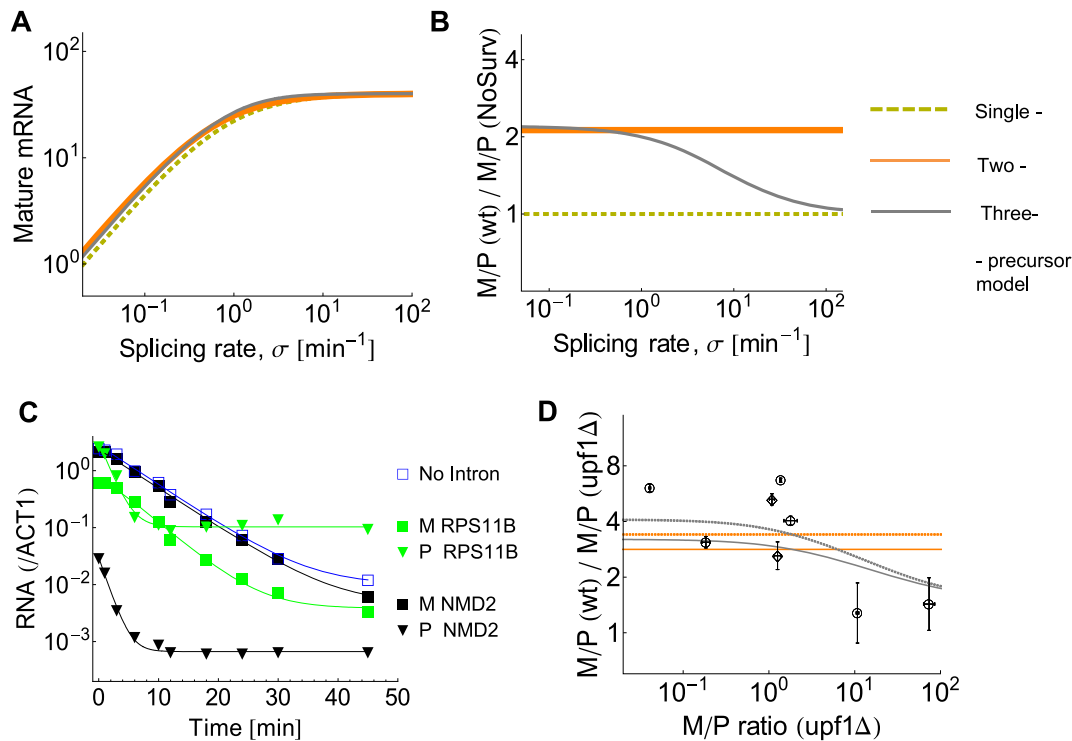 A
Mature mRNA
10^2
10^1
10^0
10^−1
10^0
10^1
10^2
Splicing rate, σ [min^−1]
B
M/P (wt) / M/P (NoSurv)
4
2
1
10^−1
10^0
10^1
10^2
Splicing rate, σ [min^−1]
Single -
Two -
Three-
- precursor
model
C
RNA (/ACT1)
10^0
10^−1
10^−2
10^−3
0
10
20
30
40
50
Time [min]
No Intron
M RPS11B
P RPS11B
M NMD2
P NMD2
D
M/P (wt) / M/P (upf1Δ)
8
4
2
1
10^−1
10^0
10^1
10^2
M/P ratio (upf1Δ)